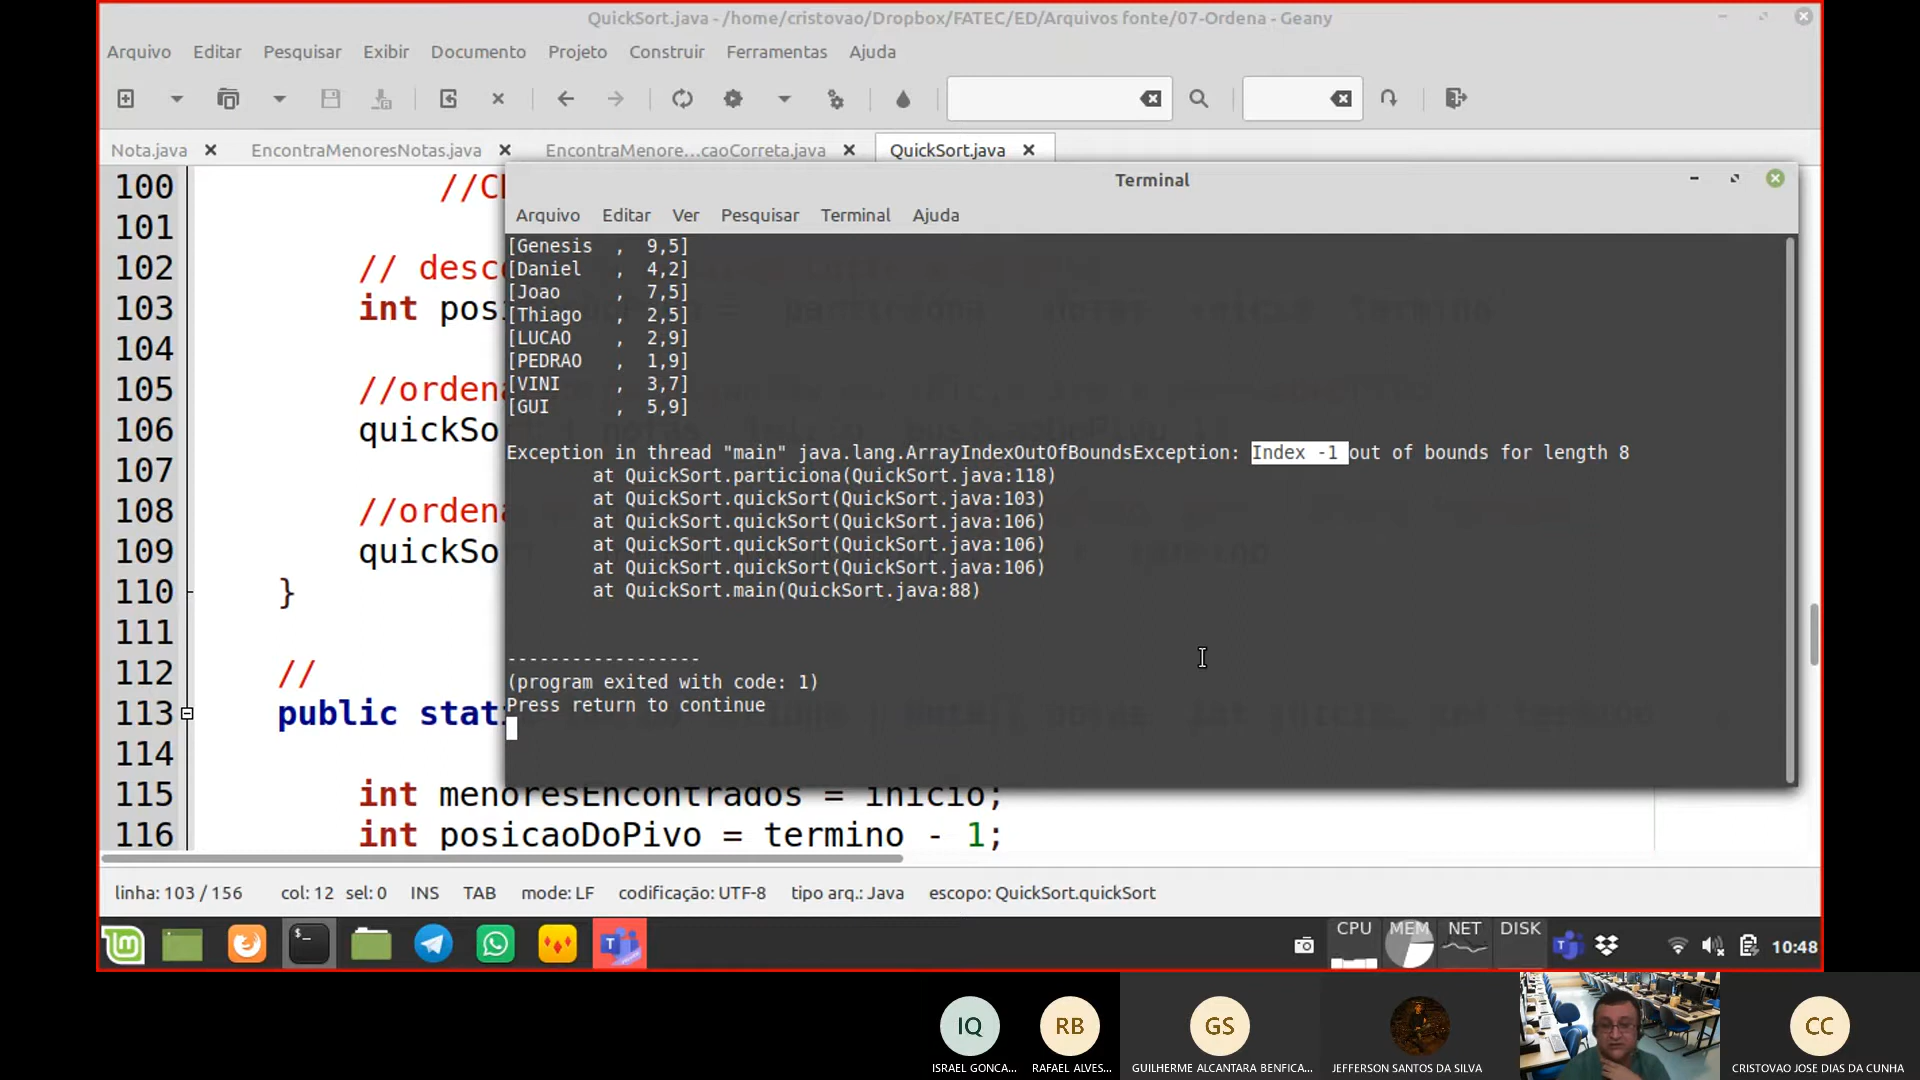 QuickSort.java - /home/cristovao/Dropbox/FATEC/ED/Arquivos fonte/07-Ordena - Geany
Arquivo Editar Pesquisar Exibir Documento Projeto Construir Ferramentas Ajuda
Nota.java EncontraMenoresNotas.java EncontraMenore...caoCorreta.java QuickSort.java
Terminal
Arquivo Editar Ver Pesquisar Terminal Ajuda
100 //C
101
102 // desc
103 int pos
104
105 //ordena
106 quickSo
107
108 //ordena
109 quickSo
110 }
111
112 //
113 public stat
114
115 int menoresEncontrados = inicio;
116 int posicaoDoPivo = termino - 1;
[Genesis , 9,5]
[Daniel , 4,2]
[Joao , 7,5]
[Thiago , 2,5]
[LUCAO , 2,9]
[PEDRAO , 1,9]
[VINI , 3,7]
[GUI , 5,9]
Exception in thread "main" java.lang.ArrayIndexOutOfBoundsException: Index -1 out of bounds for length 8
at QuickSort.particiona(QuickSort.java:118)
at QuickSort.quickSort(QuickSort.java:103)
at QuickSort.quickSort(QuickSort.java:106)
at QuickSort.quickSort(QuickSort.java:106)
at QuickSort.quickSort(QuickSort.java:106)
at QuickSort.main(QuickSort.java:88)
------------------
(program exited with code: 1)
Press return to continue
linha: 103 / 156 col: 12 sel: 0 INS TAB mode: LF codificação: UTF-8 tipo arq.: Java escopo: QuickSort.quickSort
CPU MEM NET DISK 10:48
IQ RB GS CC
ISRAEL GONCA... RAFAEL ALVES... GUILHERME ALCANTARA BENFICA... JEFFERSON SANTOS DA SILVA CRISTOVAO JOSE DIAS DA CUNHA